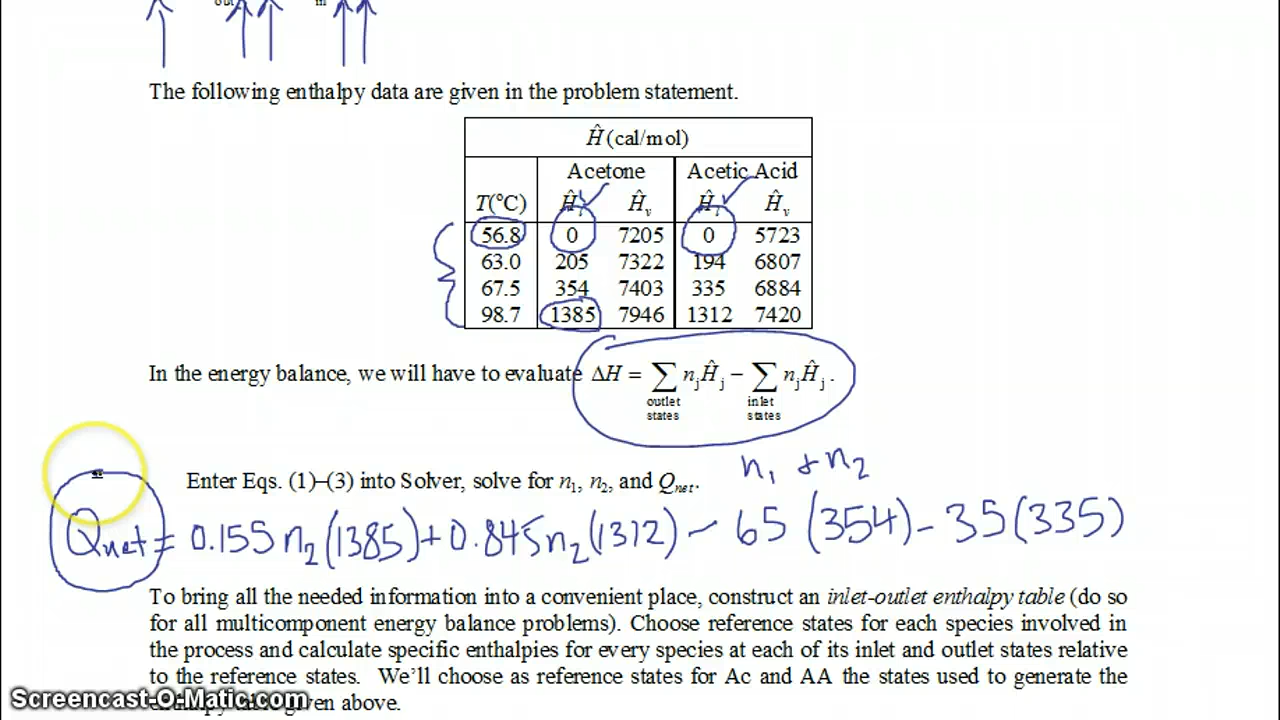 The following enthalpy data are given in the problem statement.
Ĥ (cal/mol)
Acetone Acetic Acid
T(°C) Ĥl Ĥv Ĥl Ĥv
56.8 0 7205 0 5723
63.0 205 7322 194 6807
67.5 354 7403 335 6884
98.7 1385 7946 1312 7420
In the energy balance, we will have to evaluate ΔH = ∑ njĤj − ∑ njĤj.
outlet inlet
states states
n1 + n2
Enter Eqs. (1)–(3) into Solver, solve for n1, n2, and Qnet.
Qnet = 0.155n2(1385)+0.845n2(1312) − 65(354) − 35(335)
To bring all the needed information into a convenient place, construct an inlet-outlet enthalpy table (do so
for all multicomponent energy balance problems). Choose reference states for each species involved in
the process and calculate specific enthalpies for every species at each of its inlet and outlet states relative
to the reference states. We'll choose as reference states for Ac and AA the states used to generate the
given above.
Screencast-O-Matic.com